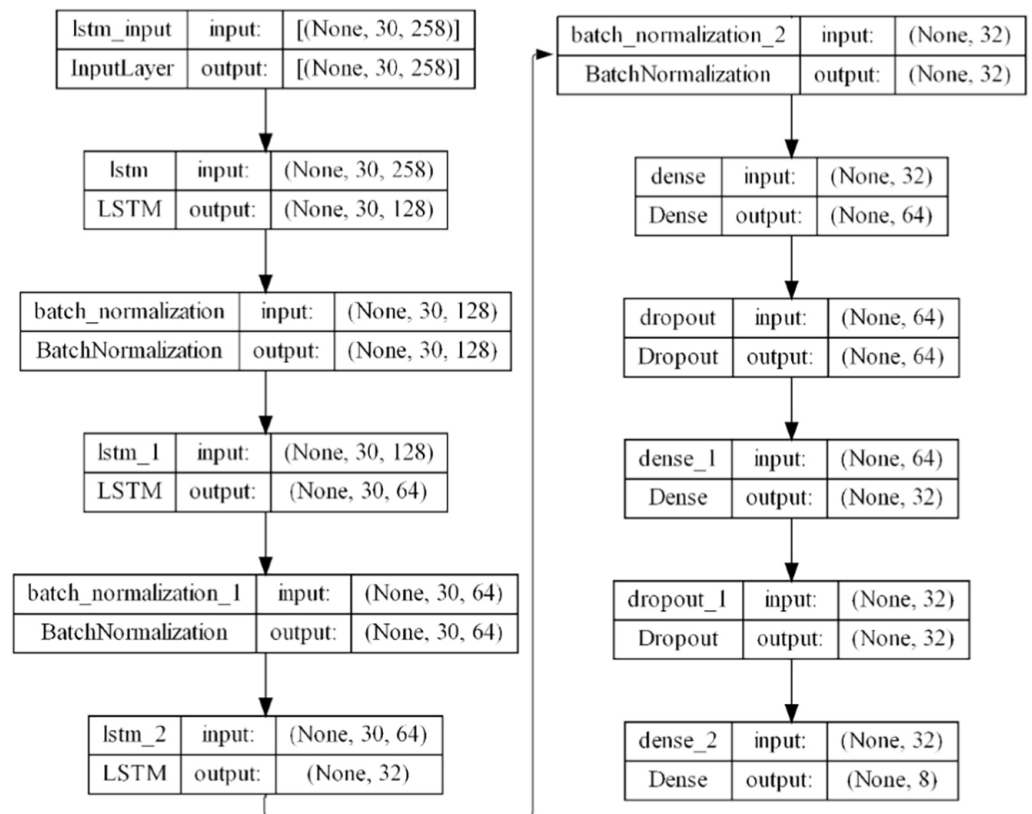 lstm_input input: [(None, 30, 258)]
InputLayer output: [(None, 30, 258)]
lstm input: (None, 30, 258)
LSTM output: (None, 30, 128)
batch_normalization input: (None, 30, 128)
BatchNormalization output: (None, 30, 128)
lstm_1 input: (None, 30, 128)
LSTM output: (None, 30, 64)
batch_normalization_1 input: (None, 30, 64)
BatchNormalization output: (None, 30, 64)
lstm_2 input: (None, 30, 64)
LSTM output: (None, 32)
batch_normalization_2 input: (None, 32)
BatchNormalization output: (None, 32)
dense input: (None, 32)
Dense output: (None, 64)
dropout input: (None, 64)
Dropout output: (None, 64)
dense_1 input: (None, 64)
Dense output: (None, 32)
dropout_1 input: (None, 32)
Dropout output: (None, 32)
dense_2 input: (None, 32)
Dense output: (None, 8)